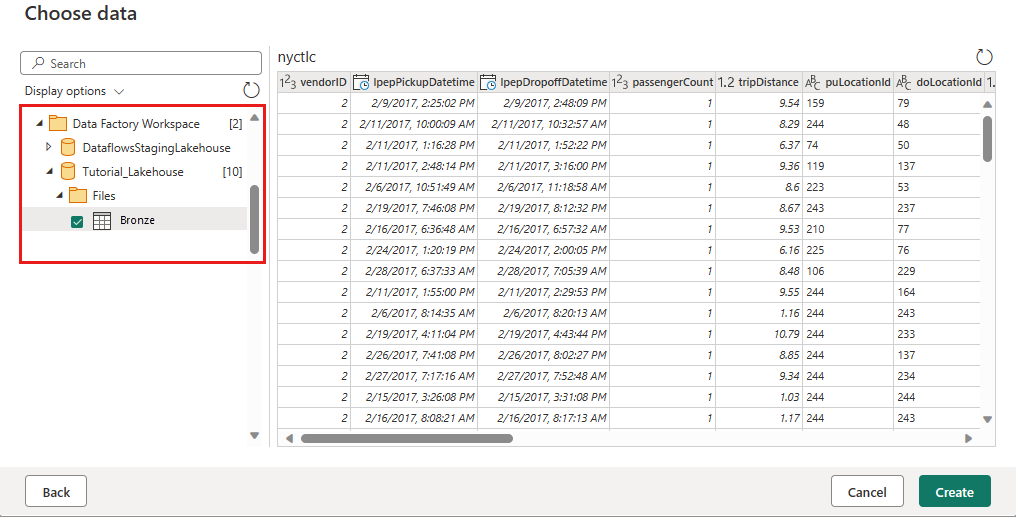 Choose data
Search
Display options
Data Factory Workspace [2]
DataflowsStagingLakehouse
Tutorial_Lakehouse [10]
Files
Bronze
nyctlc
1²3 vendorID lpepPickupDatetime lpepDropoffDatetime 1²3 passengerCount 1.2 tripDistance ABC puLocationId ABC doLocationId 1.
2 2/9/2017, 2:25:02 PM 2/9/2017, 2:48:09 PM 1 9.54 159 79
2 2/11/2017, 10:00:09 AM 2/11/2017, 10:32:57 AM 1 8.29 244 48
2 2/11/2017, 1:16:28 PM 2/11/2017, 1:52:22 PM 1 6.37 74 50
2 2/11/2017, 2:48:14 PM 2/11/2017, 3:16:00 PM 1 9.36 119 137
2 2/6/2017, 10:51:49 AM 2/6/2017, 11:18:58 AM 1 8.6 223 53
2 2/19/2017, 7:46:08 PM 2/19/2017, 8:12:32 PM 1 8.67 243 237
2 2/16/2017, 6:36:48 AM 2/16/2017, 6:57:32 AM 1 9.53 210 77
2 2/24/2017, 1:20:19 PM 2/24/2017, 2:00:05 PM 1 6.16 225 76
2 2/28/2017, 6:37:33 AM 2/28/2017, 7:05:39 AM 1 8.48 106 229
2 2/11/2017, 1:55:00 PM 2/11/2017, 2:29:53 PM 1 9.55 244 164
2 2/6/2017, 8:14:35 AM 2/6/2017, 8:20:13 AM 1 1.16 244 243
2 2/19/2017, 4:11:04 PM 2/19/2017, 4:43:44 PM 1 10.79 244 233
2 2/26/2017, 7:41:08 PM 2/26/2017, 8:02:27 PM 1 8.85 244 137
2 2/27/2017, 7:17:16 AM 2/27/2017, 7:52:48 AM 1 9.34 244 234
2 2/15/2017, 3:26:08 PM 2/15/2017, 3:31:08 PM 1 1.03 244 244
2 2/16/2017, 8:08:21 AM 2/16/2017, 8:17:13 AM 1 1.17 244 243
Back
Cancel
Create